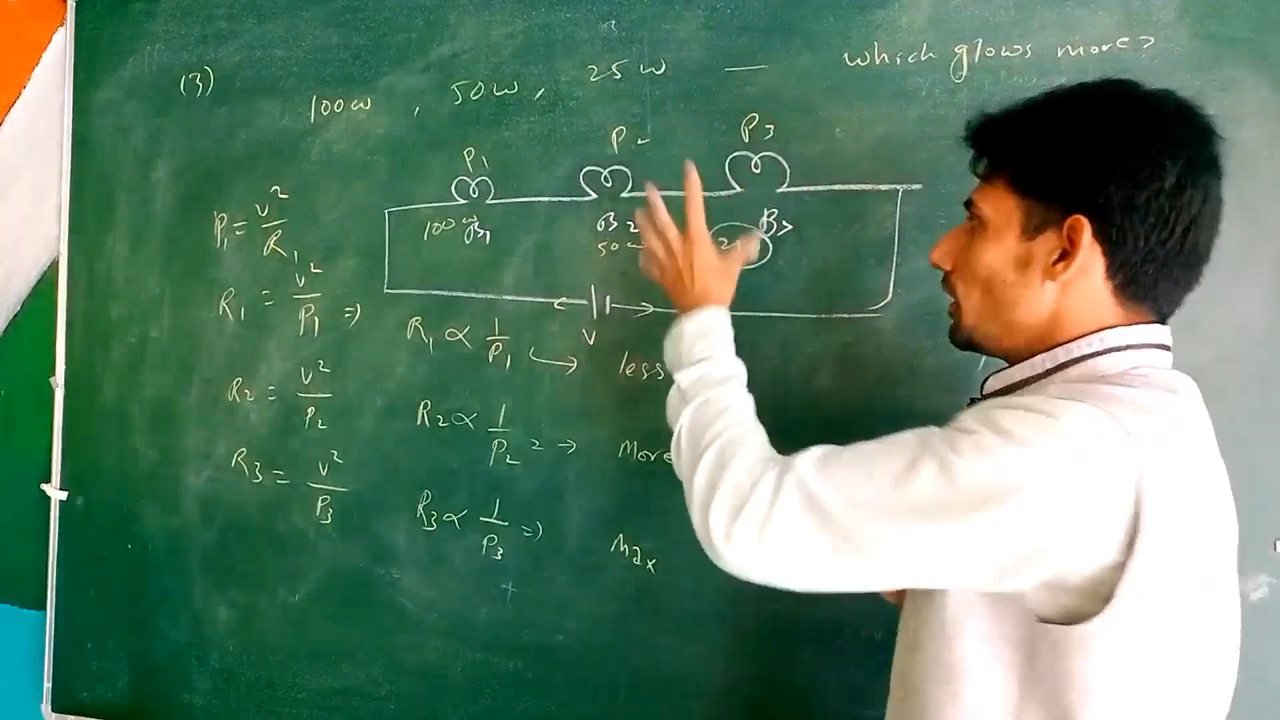 (3) 100w, 50w, 25w — which glows more?
P1 P2 P3
100w B1 B2 50w B3
P1 = v²/R1
R1 = v²/P1 => R1 ∝ 1/P1 → less
V
R2 = v²/P2 R2 ∝ 1/P2 = → More
R3 = v²/P3 R3 ∝ 1/P3 => Max